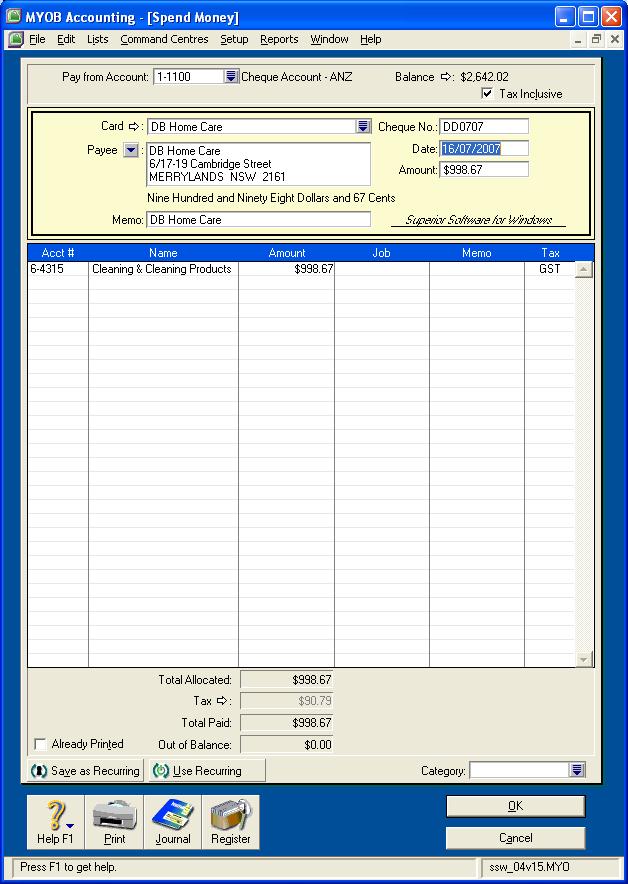 MYOB Accounting - [Spend Money]
File Edit Lists Command Centres Setup Reports Window Help
Pay from Account: 1-1100 Cheque Account - ANZ Balance ⇨: $2,642.02
Tax Inclusive
Card ⇨: DB Home Care Cheque No.: DD0707
Payee : DB Home Care Date: 16/07/2007
6/17-19 Cambridge Street
MERRYLANDS NSW 2161 Amount: $998.67
Nine Hundred and Ninety Eight Dollars and 67 Cents
Memo: DB Home Care Superior Software for Windows
Acct # Name Amount Job Memo Tax
6-4315 Cleaning & Cleaning Products $998.67 GST
Total Allocated: $998.67
Tax ⇨: $90.79
Total Paid: $998.67
Already Printed Out of Balance: $0.00
Save as Recurring Use Recurring Category:
Help F1 Print Journal Register
OK
Cancel
Press F1 to get help. ssw_04v15.MYO